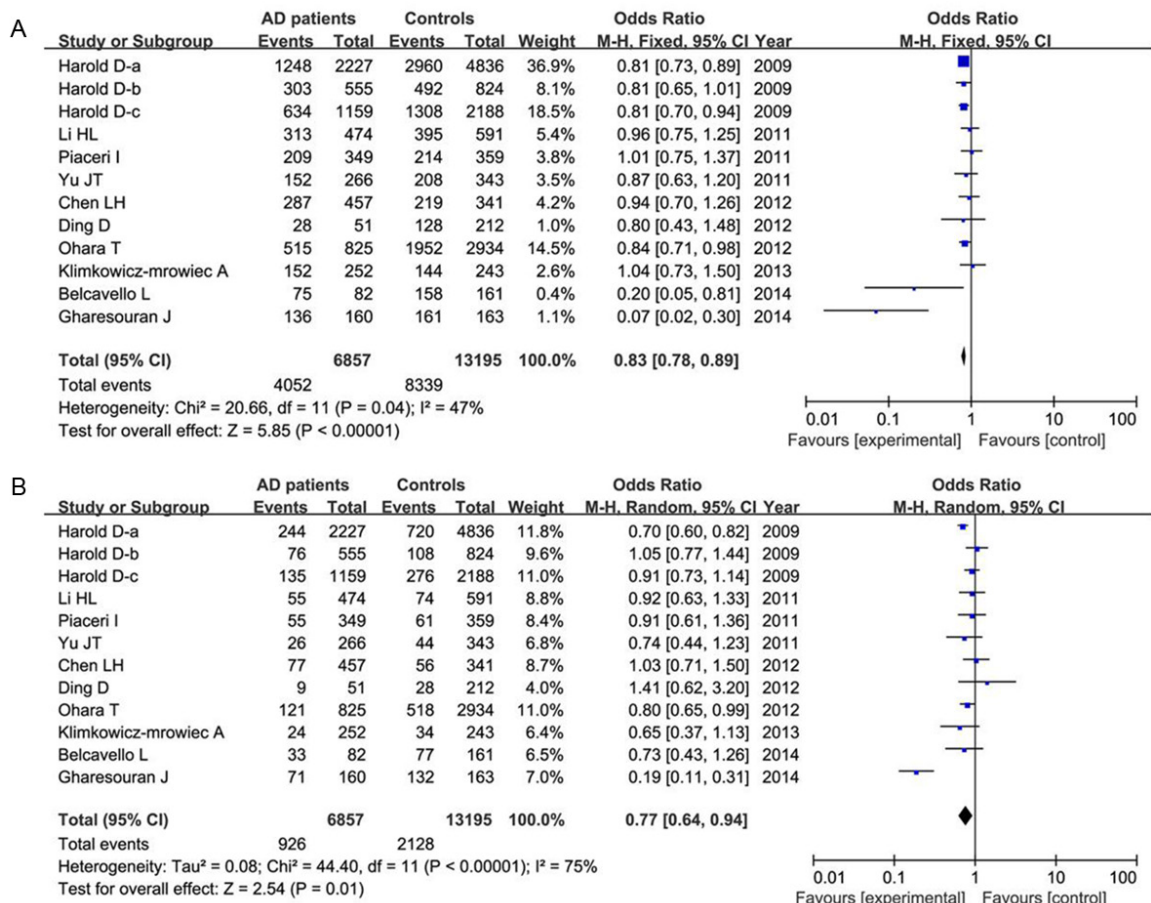 A
AD patients Controls Odds Ratio Odds Ratio
Study or Subgroup Events Total Events Total Weight M-H, Fixed, 95% CI Year M-H, Fixed, 95% CI
Harold D-a 1248 2227 2960 4836 36.9% 0.81 [0.73, 0.89] 2009
Harold D-b 303 555 492 824 8.1% 0.81 [0.65, 1.01] 2009
Harold D-c 634 1159 1308 2188 18.5% 0.81 [0.70, 0.94] 2009
Li HL 313 474 395 591 5.4% 0.96 [0.75, 1.25] 2011
Piaceri I 209 349 214 359 3.8% 1.01 [0.75, 1.37] 2011
Yu JT 152 266 208 343 3.5% 0.87 [0.63, 1.20] 2011
Chen LH 287 457 219 341 4.2% 0.94 [0.70, 1.26] 2012
Ding D 28 51 128 212 1.0% 0.80 [0.43, 1.48] 2012
Ohara T 515 825 1952 2934 14.5% 0.84 [0.71, 0.98] 2012
Klimkowicz-mrowiec A 152 252 144 243 2.6% 1.04 [0.73, 1.50] 2013
Belcavello L 75 82 158 161 0.4% 0.20 [0.05, 0.81] 2014
Gharesouran J 136 160 161 163 1.1% 0.07 [0.02, 0.30] 2014
Total (95% CI) 6857 13195 100.0% 0.83 [0.78, 0.89]
Total events 4052 8339
Heterogeneity: Chi² = 20.66, df = 11 (P = 0.04); I² = 47%
Test for overall effect: Z = 5.85 (P < 0.00001)
0.01 0.1 1 10 100
Favours [experimental] Favours [control]
B
AD patients Controls Odds Ratio Odds Ratio
Study or Subgroup Events Total Events Total Weight M-H, Random, 95% CI Year M-H, Random, 95% CI
Harold D-a 244 2227 720 4836 11.8% 0.70 [0.60, 0.82] 2009
Harold D-b 76 555 108 824 9.6% 1.05 [0.77, 1.44] 2009
Harold D-c 135 1159 276 2188 11.0% 0.91 [0.73, 1.14] 2009
Li HL 55 474 74 591 8.8% 0.92 [0.63, 1.33] 2011
Piaceri I 55 349 61 359 8.4% 0.91 [0.61, 1.36] 2011
Yu JT 26 266 44 343 6.8% 0.74 [0.44, 1.23] 2011
Chen LH 77 457 56 341 8.7% 1.03 [0.71, 1.50] 2012
Ding D 9 51 28 212 4.0% 1.41 [0.62, 3.20] 2012
Ohara T 121 825 518 2934 11.0% 0.80 [0.65, 0.99] 2012
Klimkowicz-mrowiec A 24 252 34 243 6.4% 0.65 [0.37, 1.13] 2013
Belcavello L 33 82 77 161 6.5% 0.73 [0.43, 1.26] 2014
Gharesouran J 71 160 132 163 7.0% 0.19 [0.11, 0.31] 2014
Total (95% CI) 6857 13195 100.0% 0.77 [0.64, 0.94]
Total events 926 2128
Heterogeneity: Tau² = 0.08; Chi² = 44.40, df = 11 (P < 0.00001); I² = 75%
Test for overall effect: Z = 2.54 (P = 0.01)
0.01 0.1 1 10 100
Favours [experimental] Favours [control]